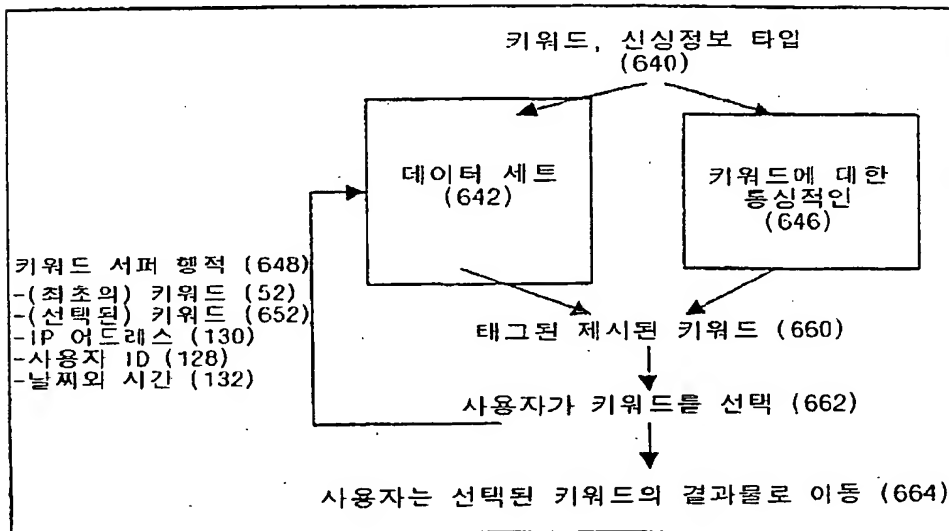 키워드, 신싱정보 타입
(640)
데이터 세트
(642)
키워드에 대한
통싱적인
(646)
키워드 서퍼 행적 (648)
-(최초의) 키워드 (52)
-(선택된) 키워드 (652)
-IP 어드레스 (130)
-사용자 ID (128)
-날찌와 시간 (132)
태그된 제시된 키워드 (660)
사용자가 키워드를 선택 (662)
사용자는 선택된 키워드의 결과물로 이동 (664)